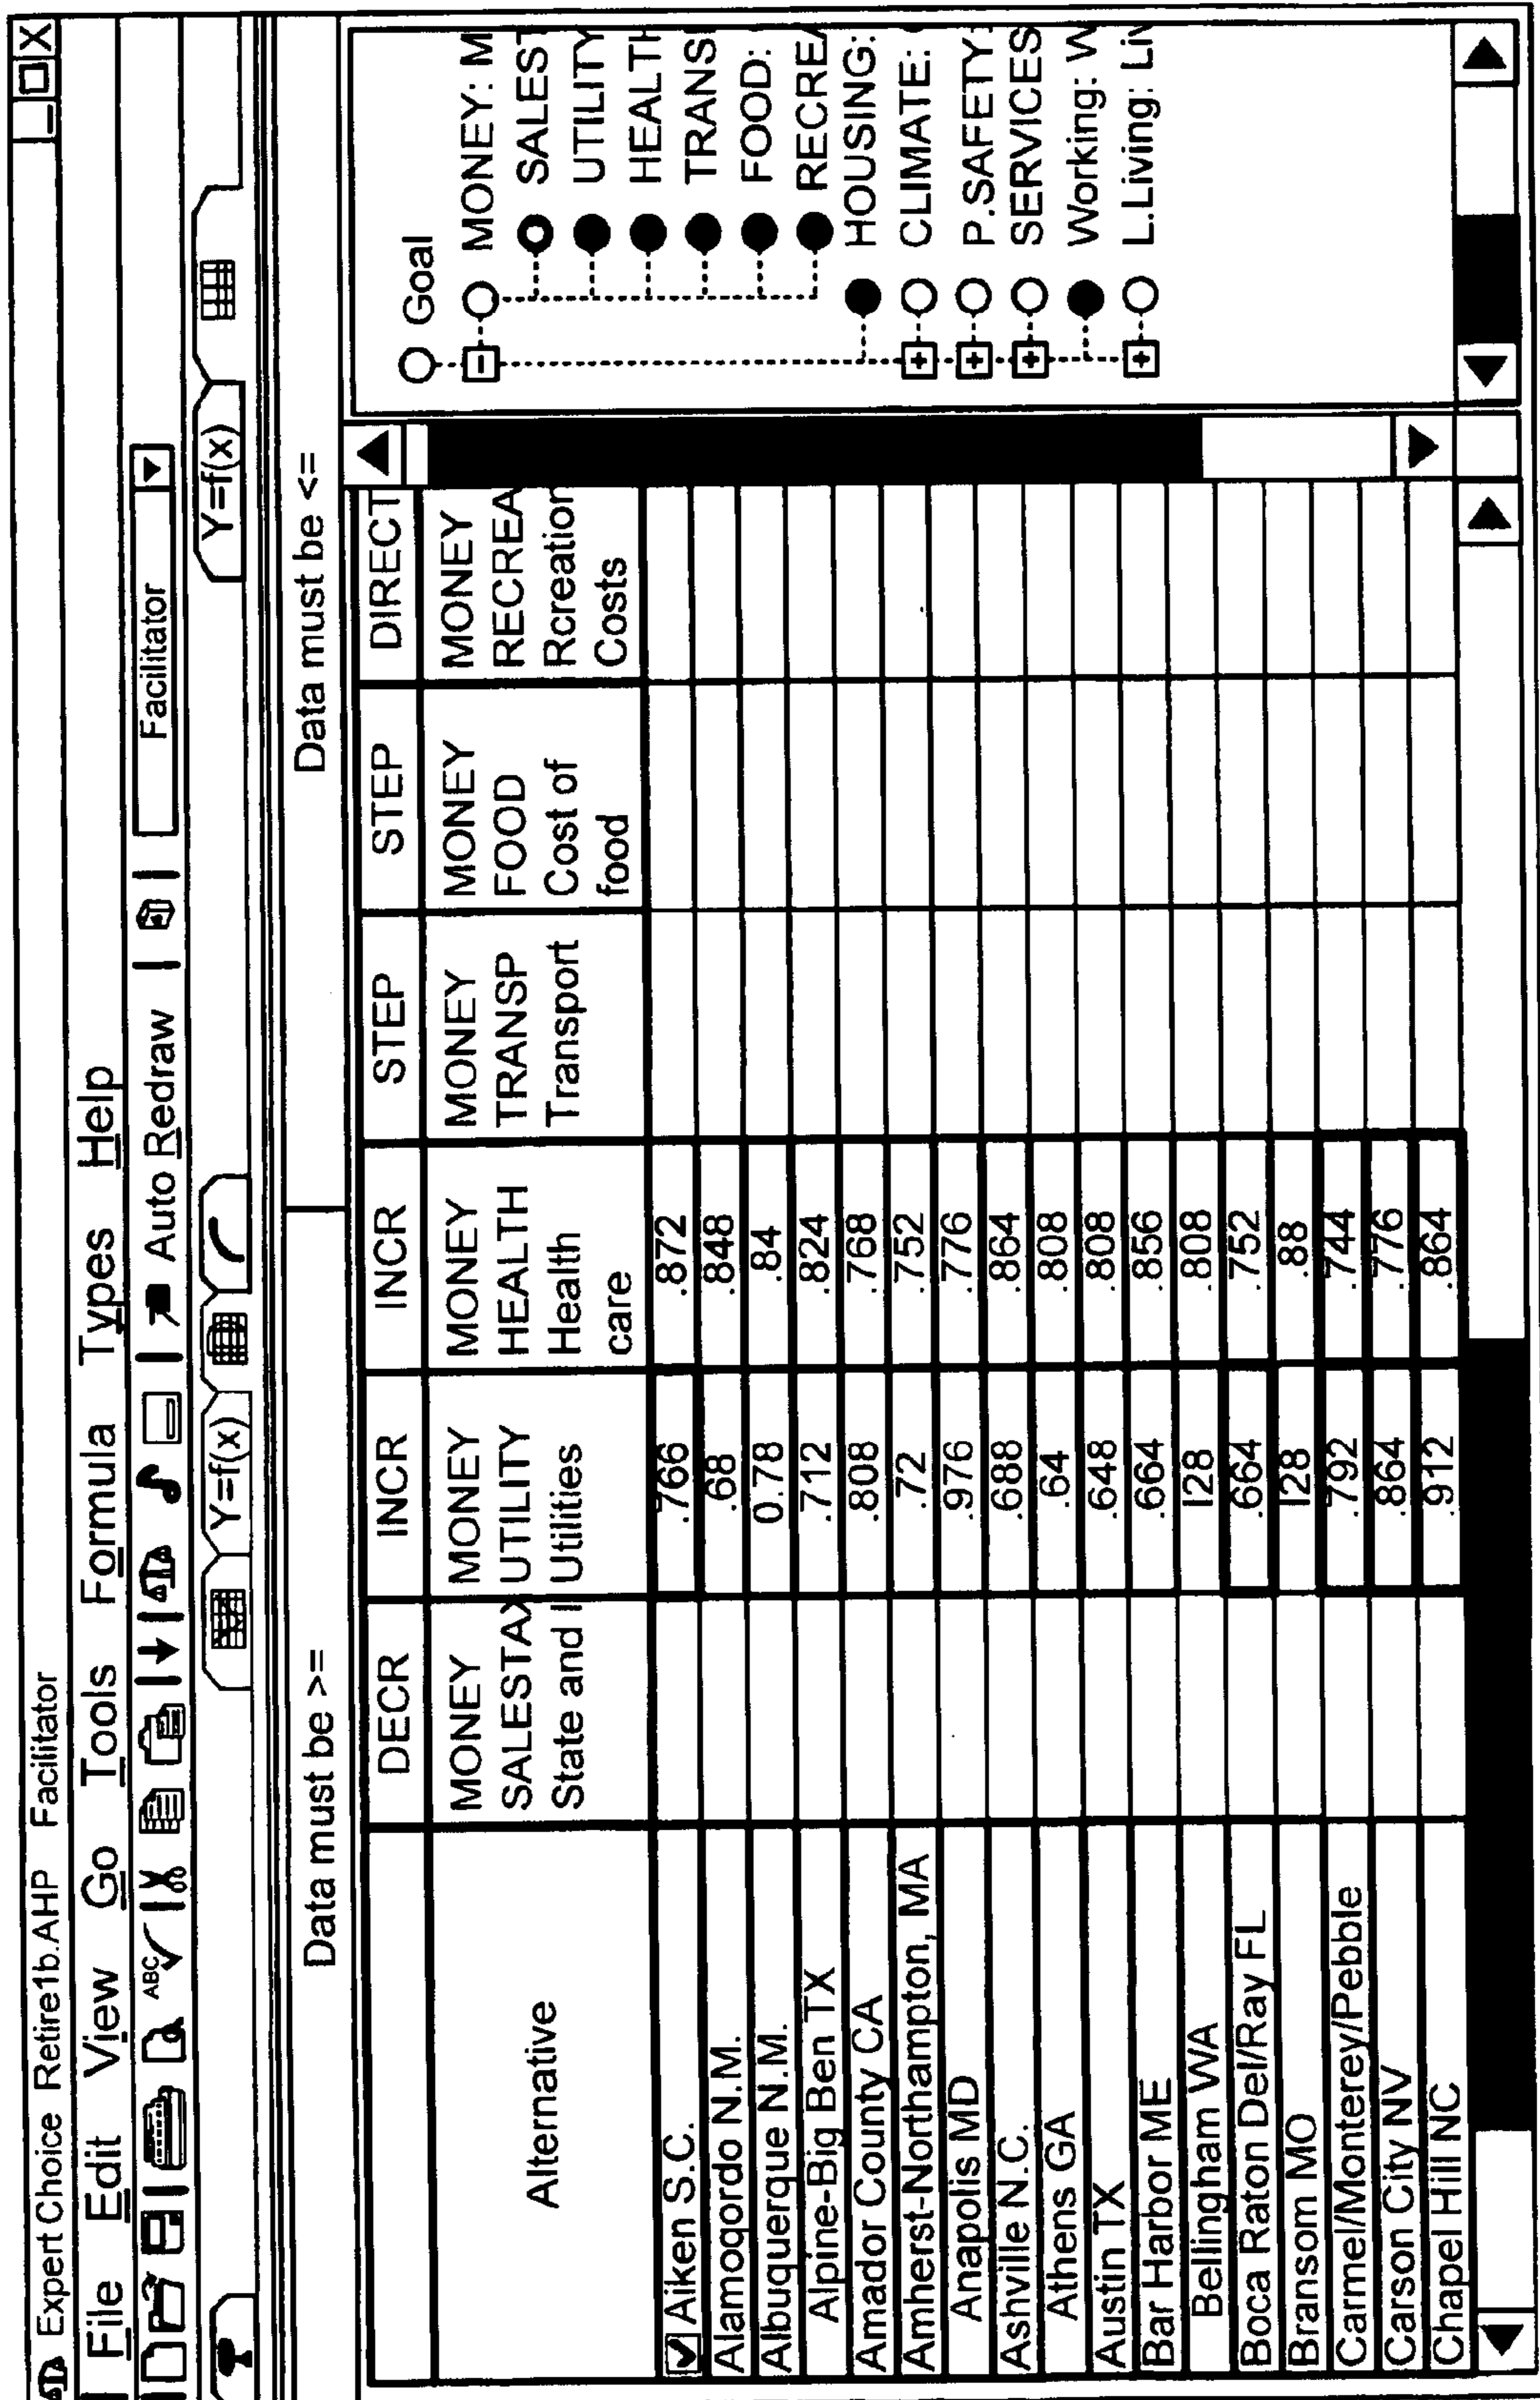 Expert Choice Retire1b.AHP Facilitator
File Edit View Go Tools Formula Types Help
ABC Auto Redraw Facilitator
Y=f(x) Y=f(x)
Data must be >= Data must be <=
DECR INCR INCR STEP STEP DIRECT
Alternative MONEY MONEY MONEY MONEY MONEY MONEY
SALESTAX UTILITY HEALTH TRANSP FOOD RECREA
State and l Utilities Health Transport Cost of Rcreation
care food Costs
Aiken S.C. .766 .872
Alamoqordo N.M. .68 .848
Albuquerque N.M. 0.78 .84
Alpine-Big Ben TX .712 .824
Amador County CA .808 .768
Amherst-Northampton, MA .72 .752
Anapolis MD .976 .776
Ashville N.C. .688 .864
Athens GA .64 .808
Austin TX .648 .808
Bar Harbor ME .664 .856
Bellingham WA 128 .808
Boca Raton Del/Ray FL .664 .752
Bransom MO 128 .88
Carmel/Monterey/Pebble .792 .744
Carson City NV .864 .776
Chapel Hill NC .912 .864
Goal
MONEY: M
SALEST
UTILITY
HEALTH
TRANS
FOOD:
RECREA
HOUSING:
CLIMATE:
P.SAFETY:
SERVICES
Working: W
L.Living: Liv